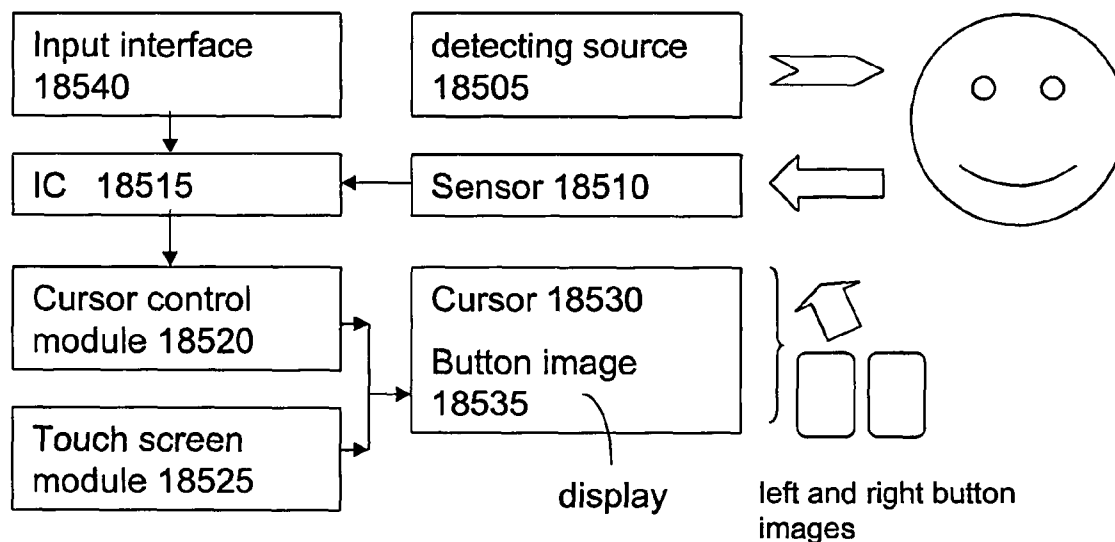 Input interface
18540
detecting source
18505
IC 18515
Sensor 18510
Cursor control
module 18520
Cursor 18530
Button image
18535
Touch screen
module 18525
display
left and right button
images